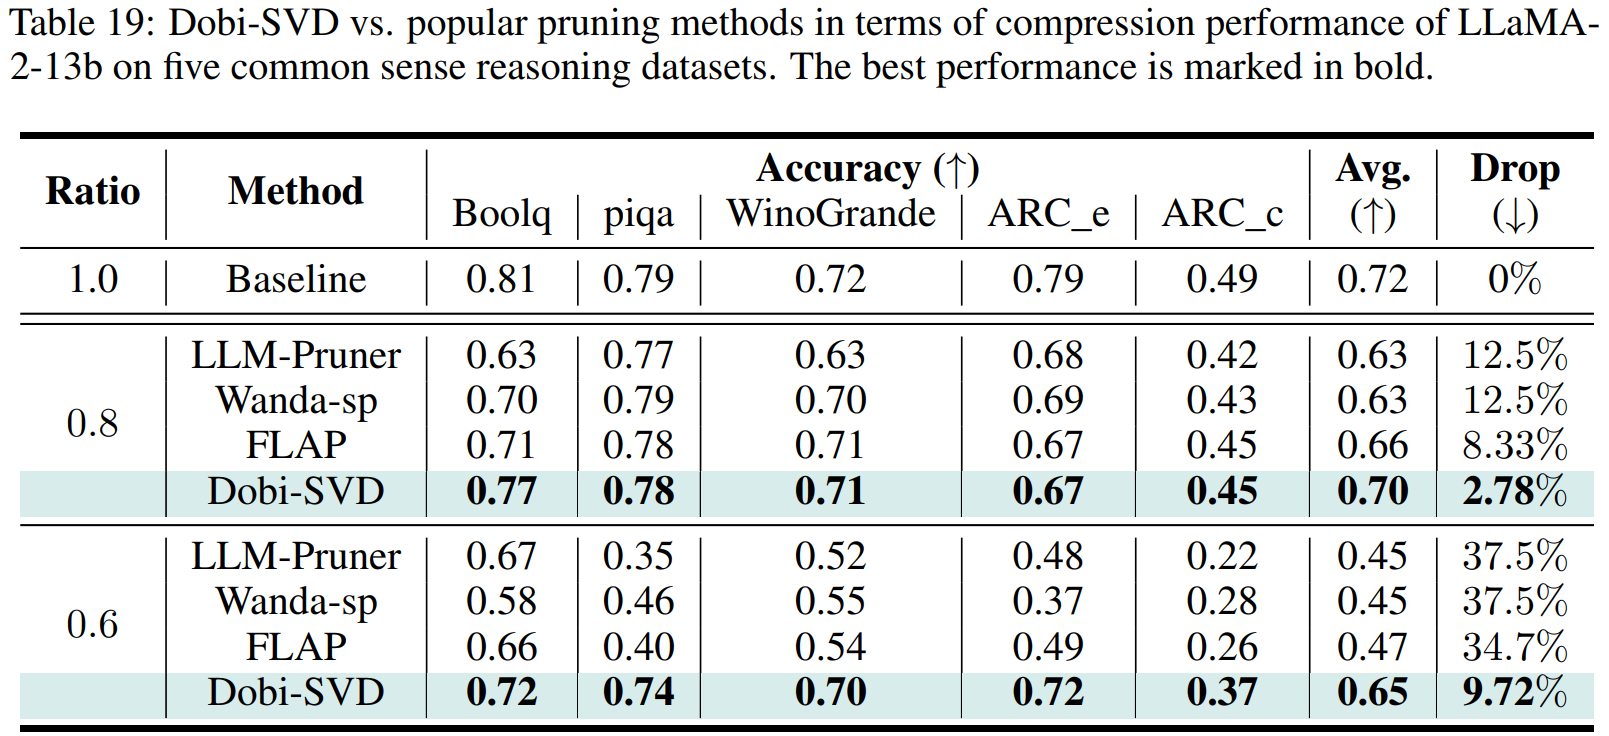 Table 19: Dobi-SVD vs. popular pruning methods in terms of compression performance of LLaMA-
2-13b on five common sense reasoning datasets. The best performance is marked in bold.
Ratio Method Accuracy (↑) Avg. Drop
Boolq piqa WinoGrande ARC_e ARC_c (↑) (↓)
1.0 Baseline 0.81 0.79 0.72 0.79 0.49 0.72 0%
LLM-Pruner 0.63 0.77 0.63 0.68 0.42 0.63 12.5%
Wanda-sp 0.70 0.79 0.70 0.69 0.43 0.63 12.5%
0.8
FLAP 0.71 0.78 0.71 0.67 0.45 0.66 8.33%
Dobi-SVD 0.77 0.78 0.71 0.67 0.45 0.70 2.78%
LLM-Pruner 0.67 0.35 0.52 0.48 0.22 0.45 37.5%
Wanda-sp 0.58 0.46 0.55 0.37 0.28 0.45 37.5%
0.6
FLAP 0.66 0.40 0.54 0.49 0.26 0.47 34.7%
Dobi-SVD 0.72 0.74 0.70 0.72 0.37 0.65 9.72%